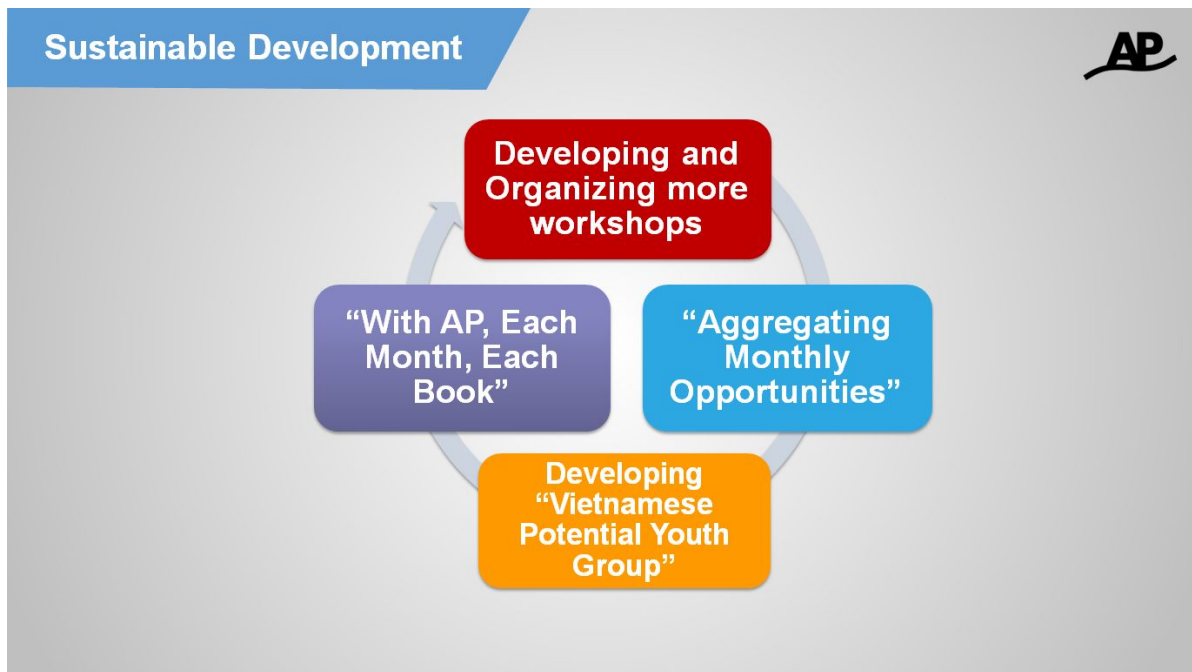 Sustainable Development
AP
Developing and
Organizing more
workshops
“With AP, Each
Month, Each
Book”
“Aggregating
Monthly
Opportunities”
Developing
“Vietnamese
Potential Youth
Group”